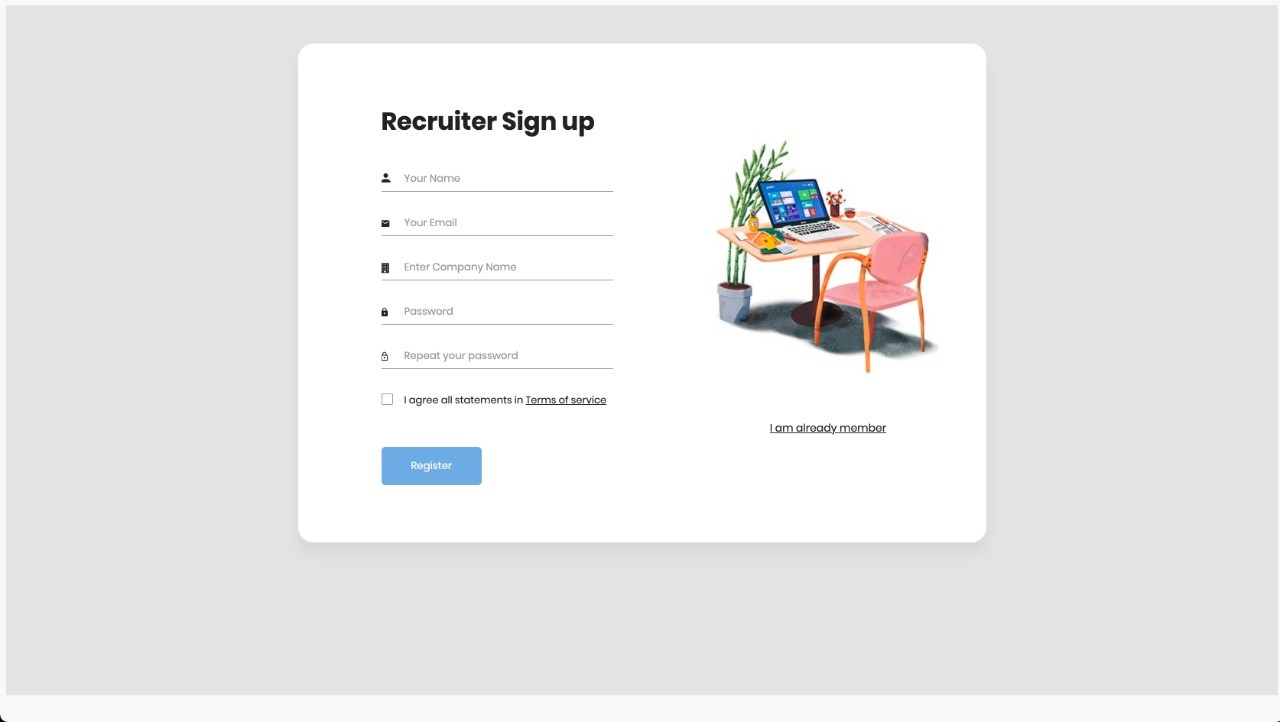 Recruiter Sign up
Your Name
Your Email
Enter Company Name
Password
Repeat your password
I agree all statements in Terms of service
Register
I am already member